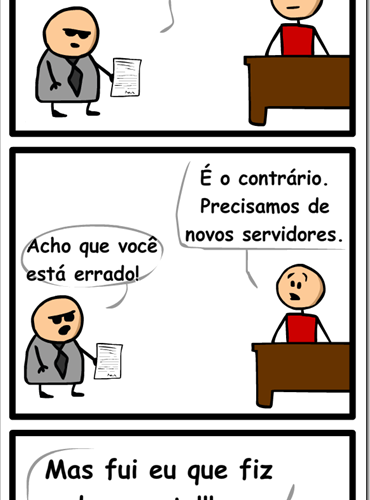 É o contrário.
Precisamos de
novos servidores.
Acho que você
está errado!
Mas fui eu que fiz